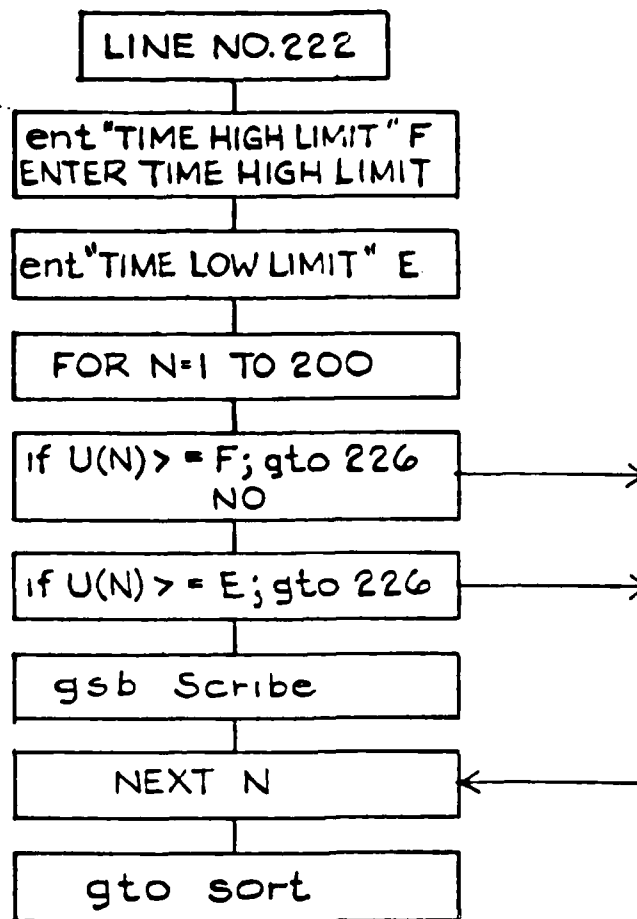 LINE NO. 222
ent "TIME HIGH LIMIT" F
ENTER TIME HIGH LIMIT
ent "TIME LOW LIMIT" E
FOR N=1 TO 200
if U(N) > = F; gto 226
NO
if U(N) > = E; gto 226
gsb Scribe
NEXT N
gto sort